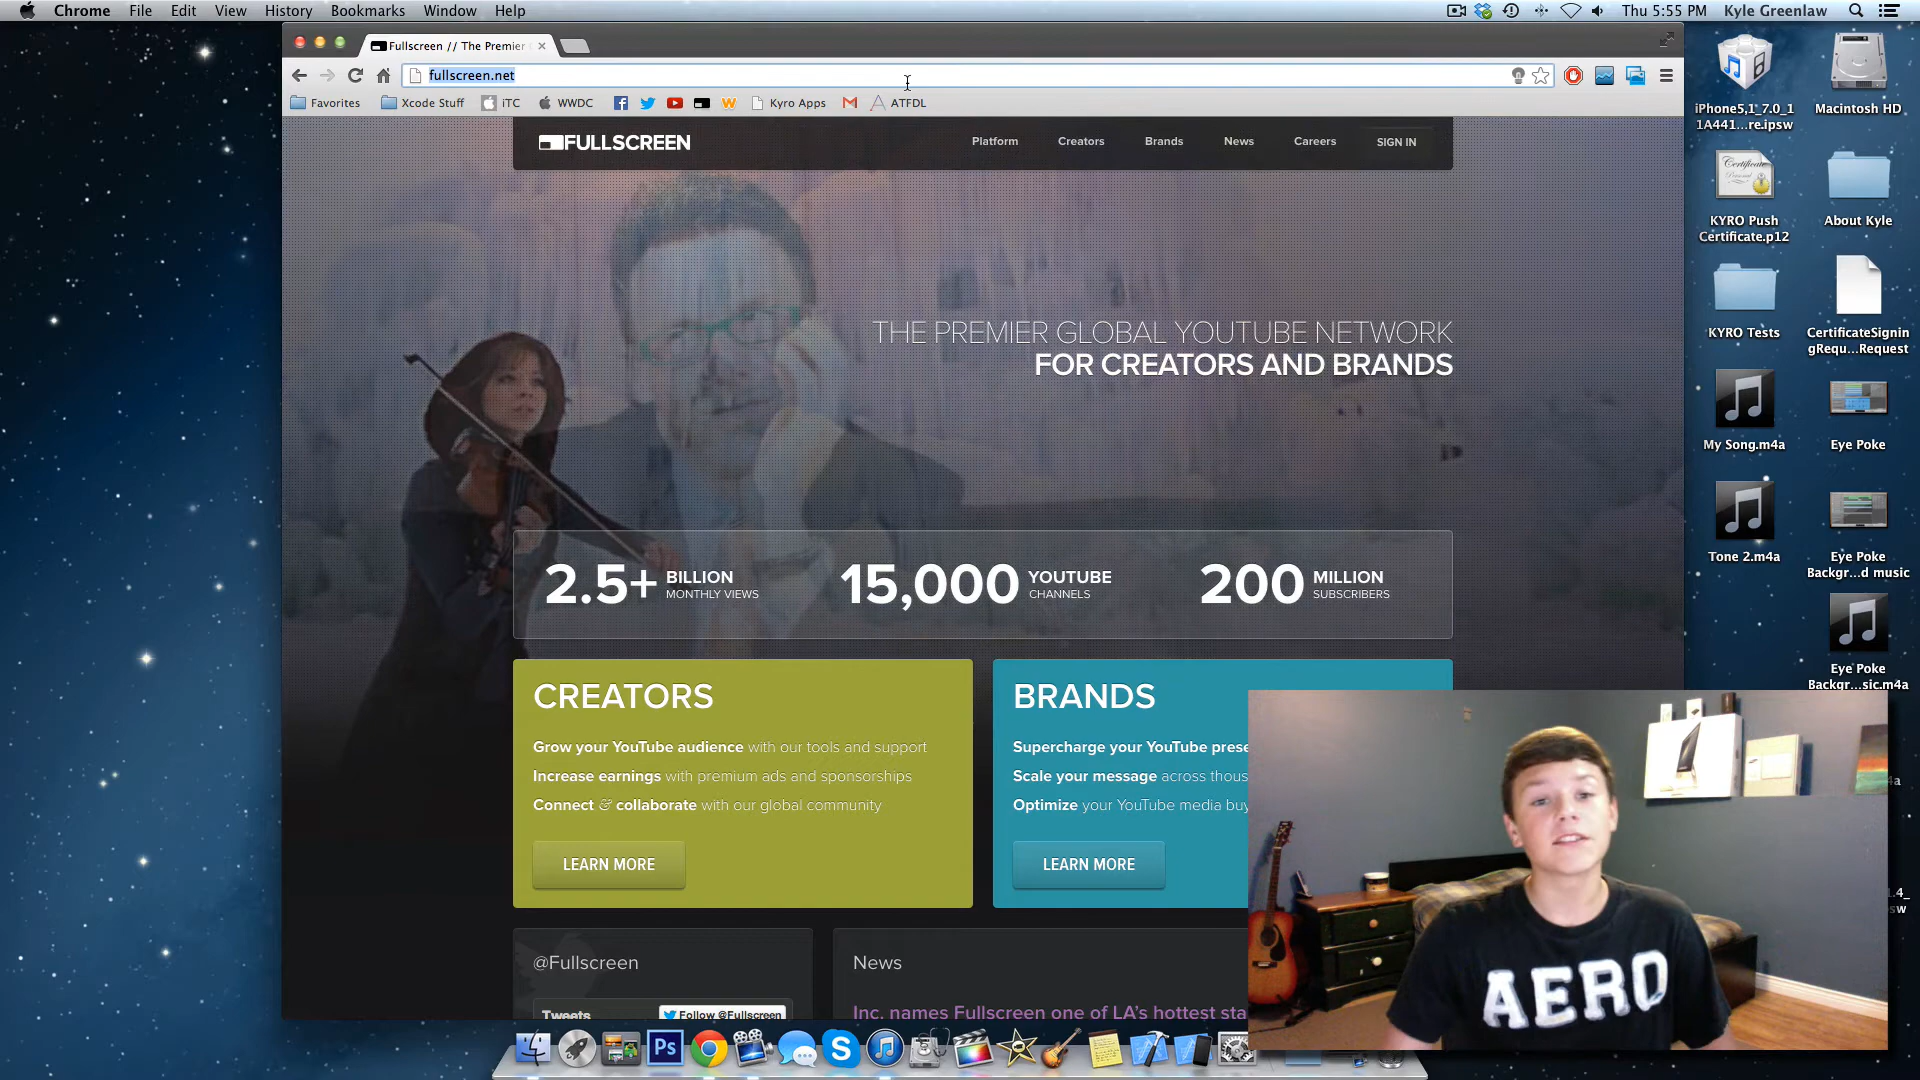 Chrome File Edit View History Bookmarks Window Help
Thu 5:55 PM Kyle Greenlaw
Fullscreen // The Premier
fullscreen.net
Favorites Xcode Stuff iTC WWDC Kyro Apps ATFDL
FULLSCREEN
Platform Creators Brands News Careers SIGN IN
THE PREMIER GLOBAL YOUTUBE NETWORK
FOR CREATORS AND BRANDS
2.5+ BILLION
MONTHLY VIEWS
15,000 YOUTUBE
CHANNELS
200 MILLION
SUBSCRIBERS
CREATORS
Grow your YouTube audience with our tools and support
Increase earnings with premium ads and sponsorships
Connect & collaborate with our global community
LEARN MORE
BRANDS
Supercharge your YouTube prese
Scale your message across thous
Optimize your YouTube media buy
LEARN MORE
@Fullscreen
Tweets
Follow @Fullscreen
News
Inc. names Fullscreen one of LA's hottest sta
iPhone5,1_7.0_1
1A441...re.ipsw
Macintosh HD
Certificate
KYRO Push
Certificate.p12
About Kyle
KYRO Tests
CertificateSignin
gRequ...Request
My Song.m4a
Eye Poke
Tone 2.m4a
Eye Poke
Backgr...d music
Eye Poke
Backgr...sic.m4a
Ps
AERO